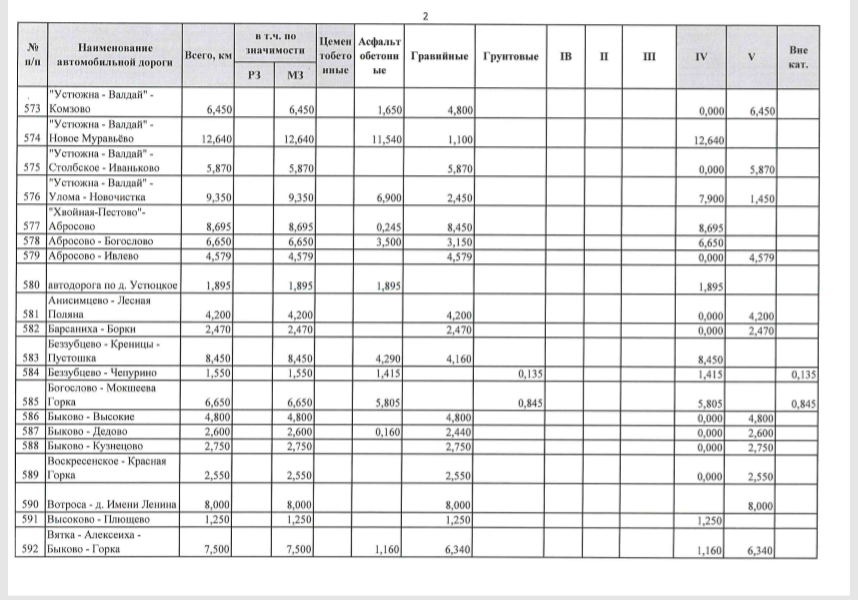 2
№ п/п Наименование автомобильной дороги Всего, км в т.ч. по значимости РЗ МЗ Цемен тобето нные Асфальт обетонн ые Гравийные Грунтовые IВ II III IV V Вне кат.
573 "Устюжна - Валдай" - Комзово 6,450 6,450 1,650 4,800 0,000 6,450
574 "Устюжна - Валдай" - Новое Муравьёво 12,640 12,640 11,540 1,100 12,640
575 "Устюжна - Валдай" - Столбское - Иваньково 5,870 5,870 5,870 0,000 5,870
576 "Устюжна - Валдай" - Улома - Новочистка 9,350 9,350 6,900 2,450 7,900 1,450
577 "Хвойная-Пестово"- Абросово 8,695 8,695 0,245 8,450 8,695
578 Абросово - Богослово 6,650 6,650 3,500 3,150 6,650
579 Абросово - Ивлево 4,579 4,579 4,579 0,000 4,579
580 автодорога по д. Устюцкое 1,895 1,895 1,895 1,895
581 Анисимцево - Лесная Поляна 4,200 4,200 4,200 0,000 4,200
582 Барсаниха - Борки 2,470 2,470 2,470 0,000 2,470
583 Беззубцево - Креницы - Пустошка 8,450 8,450 4,290 4,160 8,450
584 Беззубцево - Чепурино 1,550 1,550 1,415 0,135 1,415 0,135
585 Богослово - Мокшеева Горка 6,650 6,650 5,805 0,845 5,805 0,845
586 Быково - Высокие 4,800 4,800 4,800 0,000 4,800
587 Быково - Дедово 2,600 2,600 0,160 2,440 0,000 2,600
588 Быково - Кузнецово 2,750 2,750 2,750 0,000 2,750
589 Воскресенское - Красная Горка 2,550 2,550 2,550 0,000 2,550
590 Вотроса - д. Имени Ленина 8,000 8,000 8,000 8,000
591 Высоково - Плющево 1,250 1,250 1,250 1,250
592 Вятка - Алексеиха - Быково - Горка 7,500 7,500 1,160 6,340 1,160 6,340